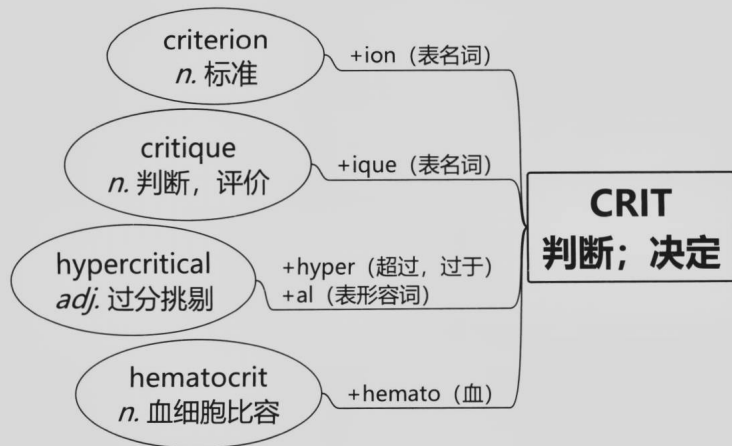 criterion
n. 标准
+ion（表名词）
critique
n. 判断，评价
+ique（表名词）
CRIT
判断；决定
hypercritical
adj. 过分挑剔
+hyper（超过，过于）
+al（表形容词）
hematocrit
n. 血细胞比容
+hemato（血）